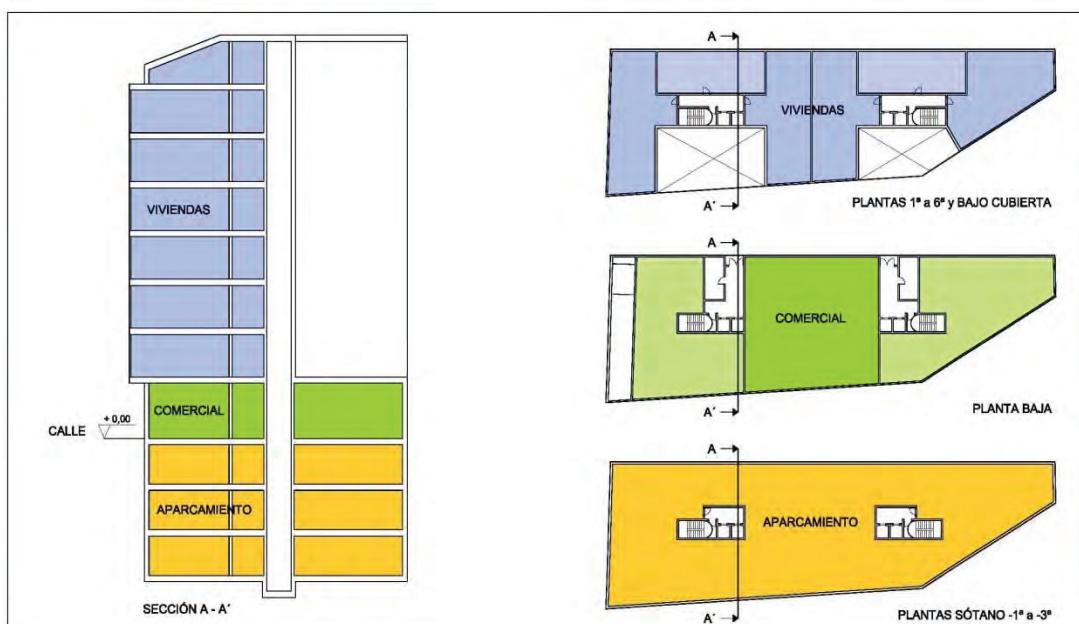 VIVIENDAS
COMERCIAL
+ 0,00
CALLE
APARCAMIENTO
SECCIÓN A - A´
A
VIVIENDAS
A´
PLANTAS 1ª a 6ª y BAJO CUBIERTA
A
COMERCIAL
A´
PLANTA BAJA
A
APARCAMIENTO
A´
PLANTAS SÓTANO -1ª a -3ª